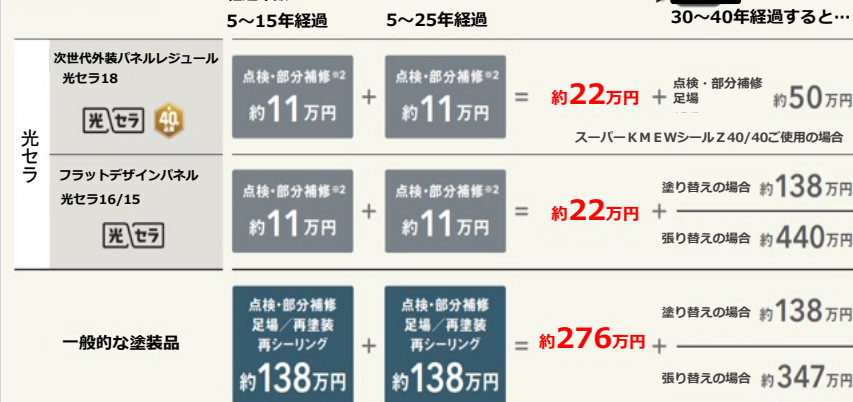 5～15年経過
5～25年経過
30～40年経過すると…
光セラ
次世代外装パネルレジュール
光セラ18
光セラ 40
点検・部分補修※2
約11万円
+
点検・部分補修※2
約11万円
=
約22万円
+
点検・部分補修
足場
約50万円
スーパーＫＭＥＷシールＺ40/40ご使用の場合
フラットデザインパネル
光セラ16/15
光セラ
点検・部分補修※2
約11万円
+
点検・部分補修※2
約11万円
=
約22万円
+
塗り替えの場合 約138万円
張り替えの場合 約440万円
一般的な塗装品
点検・部分補修
足場／再塗装
再シーリング
約138万円
+
点検・部分補修
足場／再塗装
再シーリング
約138万円
=
約276万円
+
塗り替えの場合 約138万円
張り替えの場合 約347万円